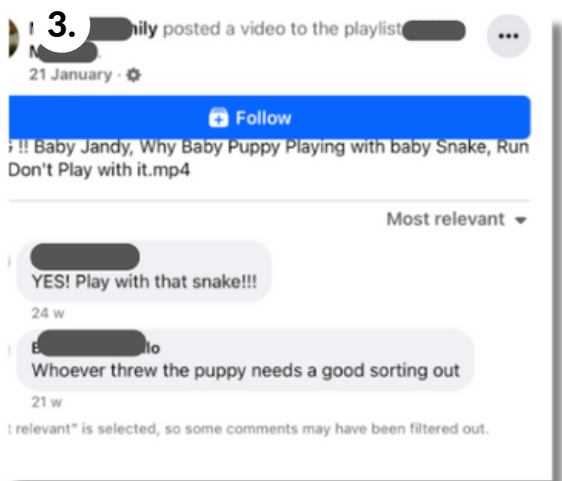 3.
hily posted a video to the playlist
21 January
Follow
!! Baby Jandy, Why Baby Puppy Playing with baby Snake, Run
Don't Play with it.mp4
Most relevant
YES! Play with that snake!!!
24 w
lo
Whoever threw the puppy needs a good sorting out
21 w
relevant" is selected, so some comments may have been filtered out.